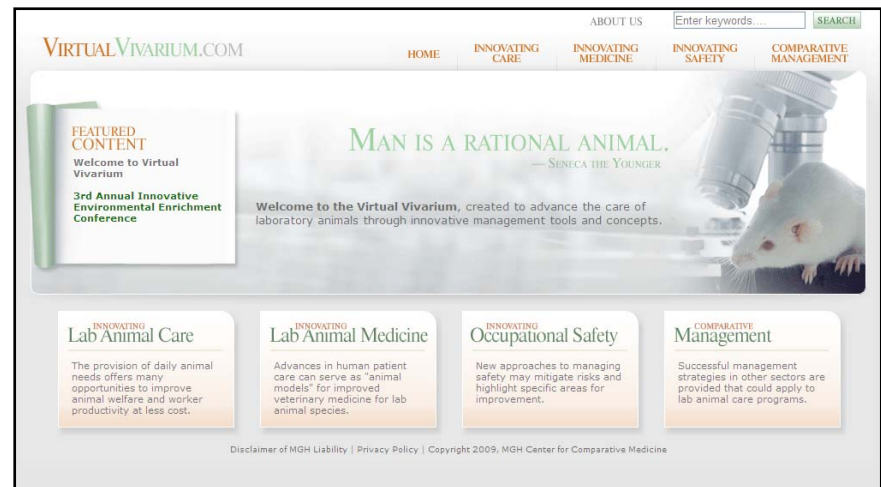 ABOUT US
Enter keywords....
SEARCH
VIRTUALVIVARIUM.COM
HOME
INNOVATING
CARE
INNOVATING
MEDICINE
INNOVATING
SAFETY
COMPARATIVE
MANAGEMENT
FEATURED
CONTENT
Welcome to Virtual
Vivarium
3rd Annual Innovative
Environmental Enrichment
Conference
MAN IS A RATIONAL ANIMAL.
— SENECA THE YOUNGER
Welcome to the Virtual Vivarium, created to advance the care of
laboratory animals through innovative management tools and concepts.
INNOVATING
Lab Animal Care
The provision of daily animal
needs offers many
opportunities to improve
animal welfare and worker
productivity at less cost.
INNOVATING
Lab Animal Medicine
Advances in human patient
care can serve as "animal
models" for improved
veterinary medicine for lab
animal species.
INNOVATING
Occupational Safety
New approaches to managing
safety may mitigate risks and
highlight specific areas for
improvement.
COMPARATIVE
Management
Successful management
strategies in other sectors are
provided that could apply to
lab animal care programs.
Disclaimer of MGH Liability | Privacy Policy | Copyright 2009, MGH Center for Comparative Medicine